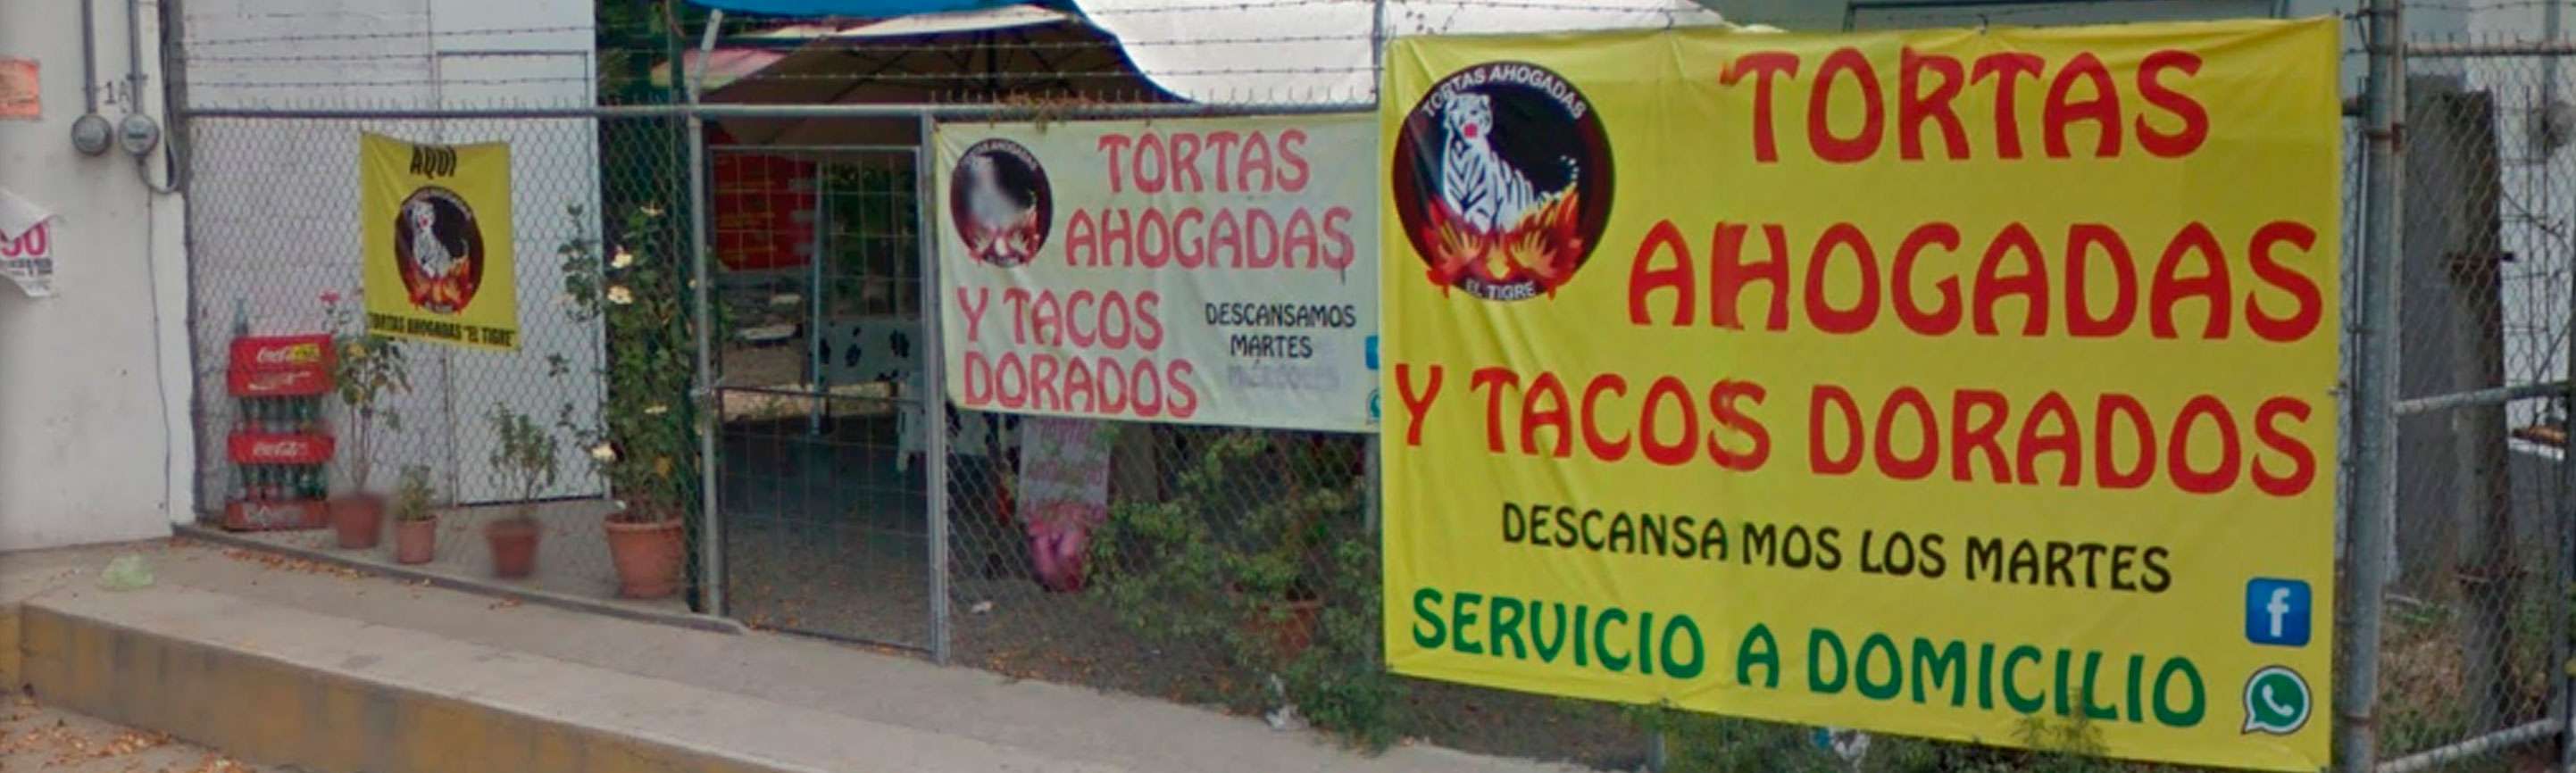 AQUI
TORTAS AHOGADAS "EL TIGRE"
Coca-Cola
Coca-Cola
TORTAS
AHOGADAS
Y TACOS
DORADOS
DESCANSAMOS
MARTES
TORTAS AHOGADAS
EL TIGRE
TORTAS
AHOGADAS
Y TACOS DORADOS
DESCANSA MOS LOS MARTES
SERVICIO A DOMICILIO
f